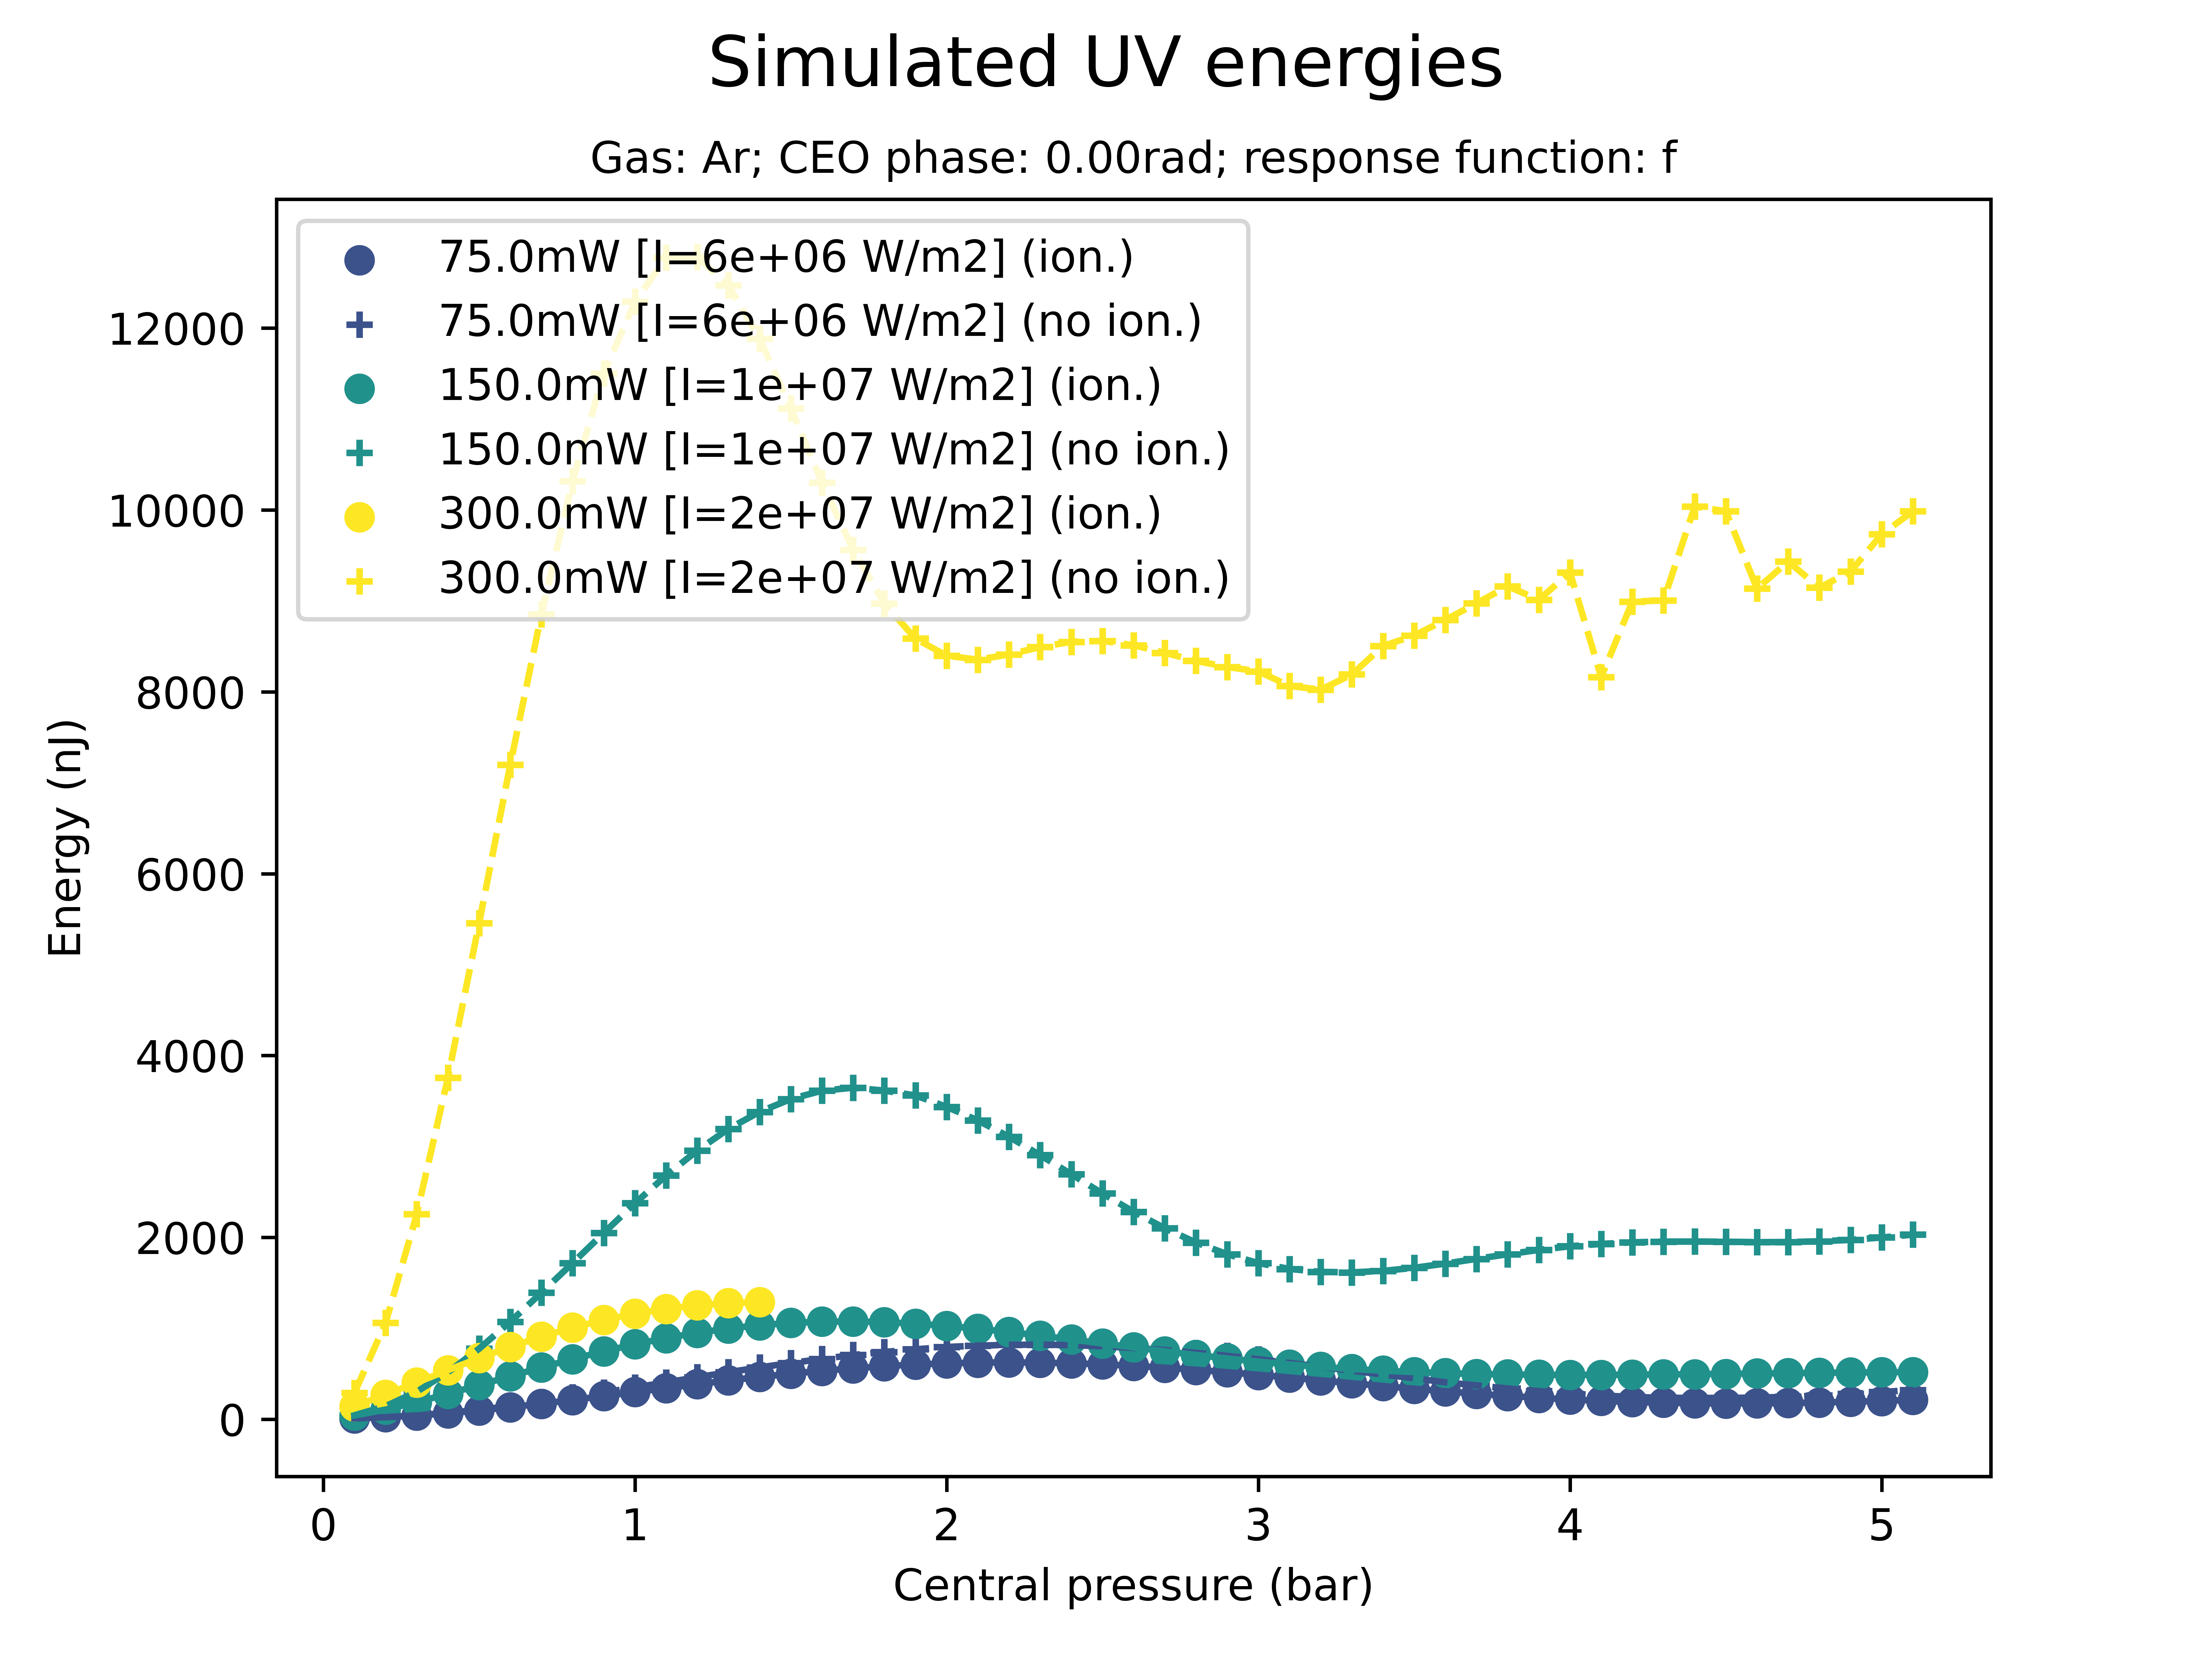 Simulated UV energies
Gas: Ar; CEO phase: 0.00rad; response function: f
75.0mW [I=6e+06 W/m2] (ion.)
75.0mW [I=6e+06 W/m2] (no ion.)
150.0mW [I=1e+07 W/m2] (ion.)
150.0mW [I=1e+07 W/m2] (no ion.)
300.0mW [I=2e+07 W/m2] (ion.)
300.0mW [I=2e+07 W/m2] (no ion.)
12000
10000
8000
6000
4000
2000
0
Energy (nJ)
0 1 2 3 4 5
Central pressure (bar)